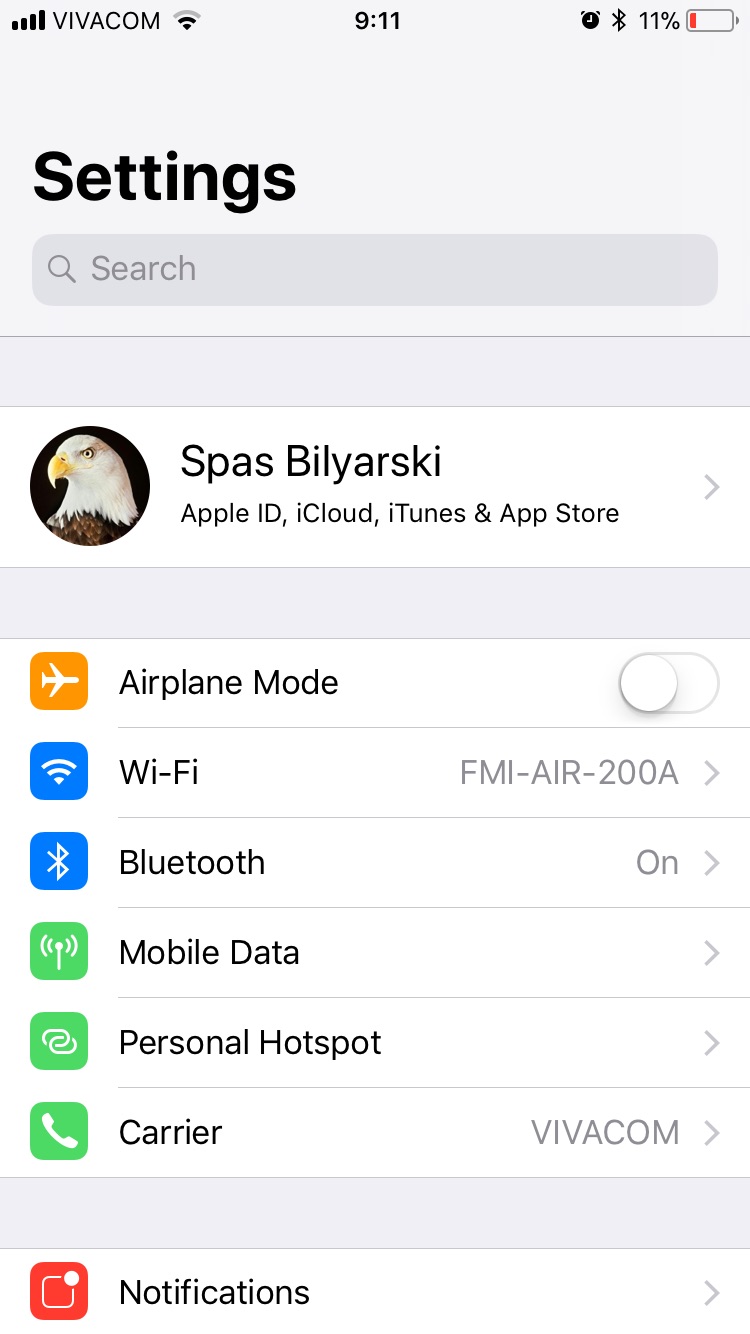 VIVACOM 9:11 11%
Settings
Search
Spas Bilyarski
Apple ID, iCloud, iTunes & App Store
Airplane Mode
Wi-Fi FMI-AIR-200A
Bluetooth On
Mobile Data
Personal Hotspot
Carrier VIVACOM
Notifications